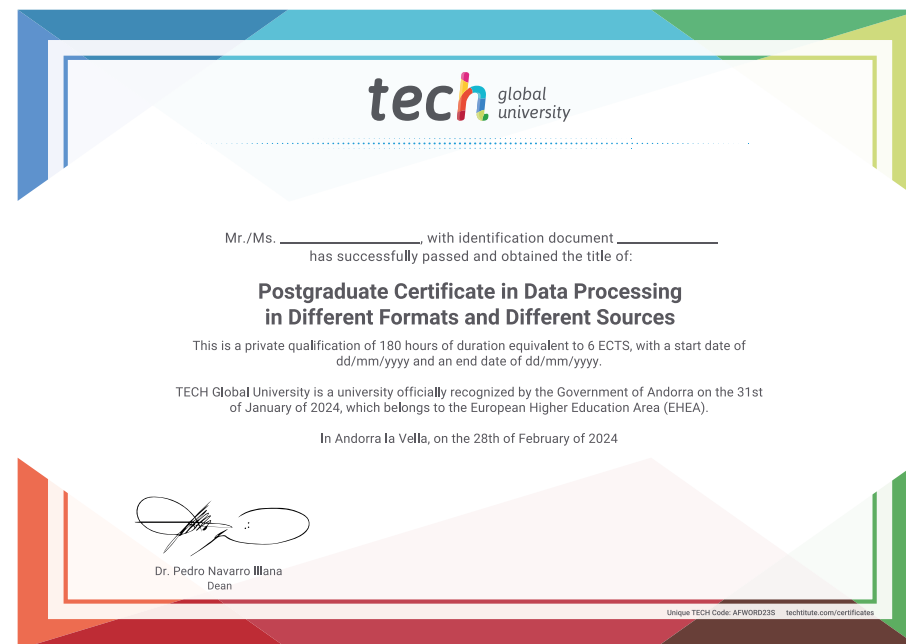 tech global university
Mr./Ms. ____________________, with identification document ______________
has successfully passed and obtained the title of:
Postgraduate Certificate in Data Processing
in Different Formats and Different Sources
This is a private qualification of 180 hours of duration equivalent to 6 ECTS, with a start date of
dd/mm/yyyy and an end date of dd/mm/yyyy.
TECH Global University is a university officially recognized by the Government of Andorra on the 31st
of January of 2024, which belongs to the European Higher Education Area (EHEA).
In Andorra la Vella, on the 28th of February of 2024
Dr. Pedro Navarro Illana
Dean
Unique TECH Code: AFWORD23S techtitute.com/certificates